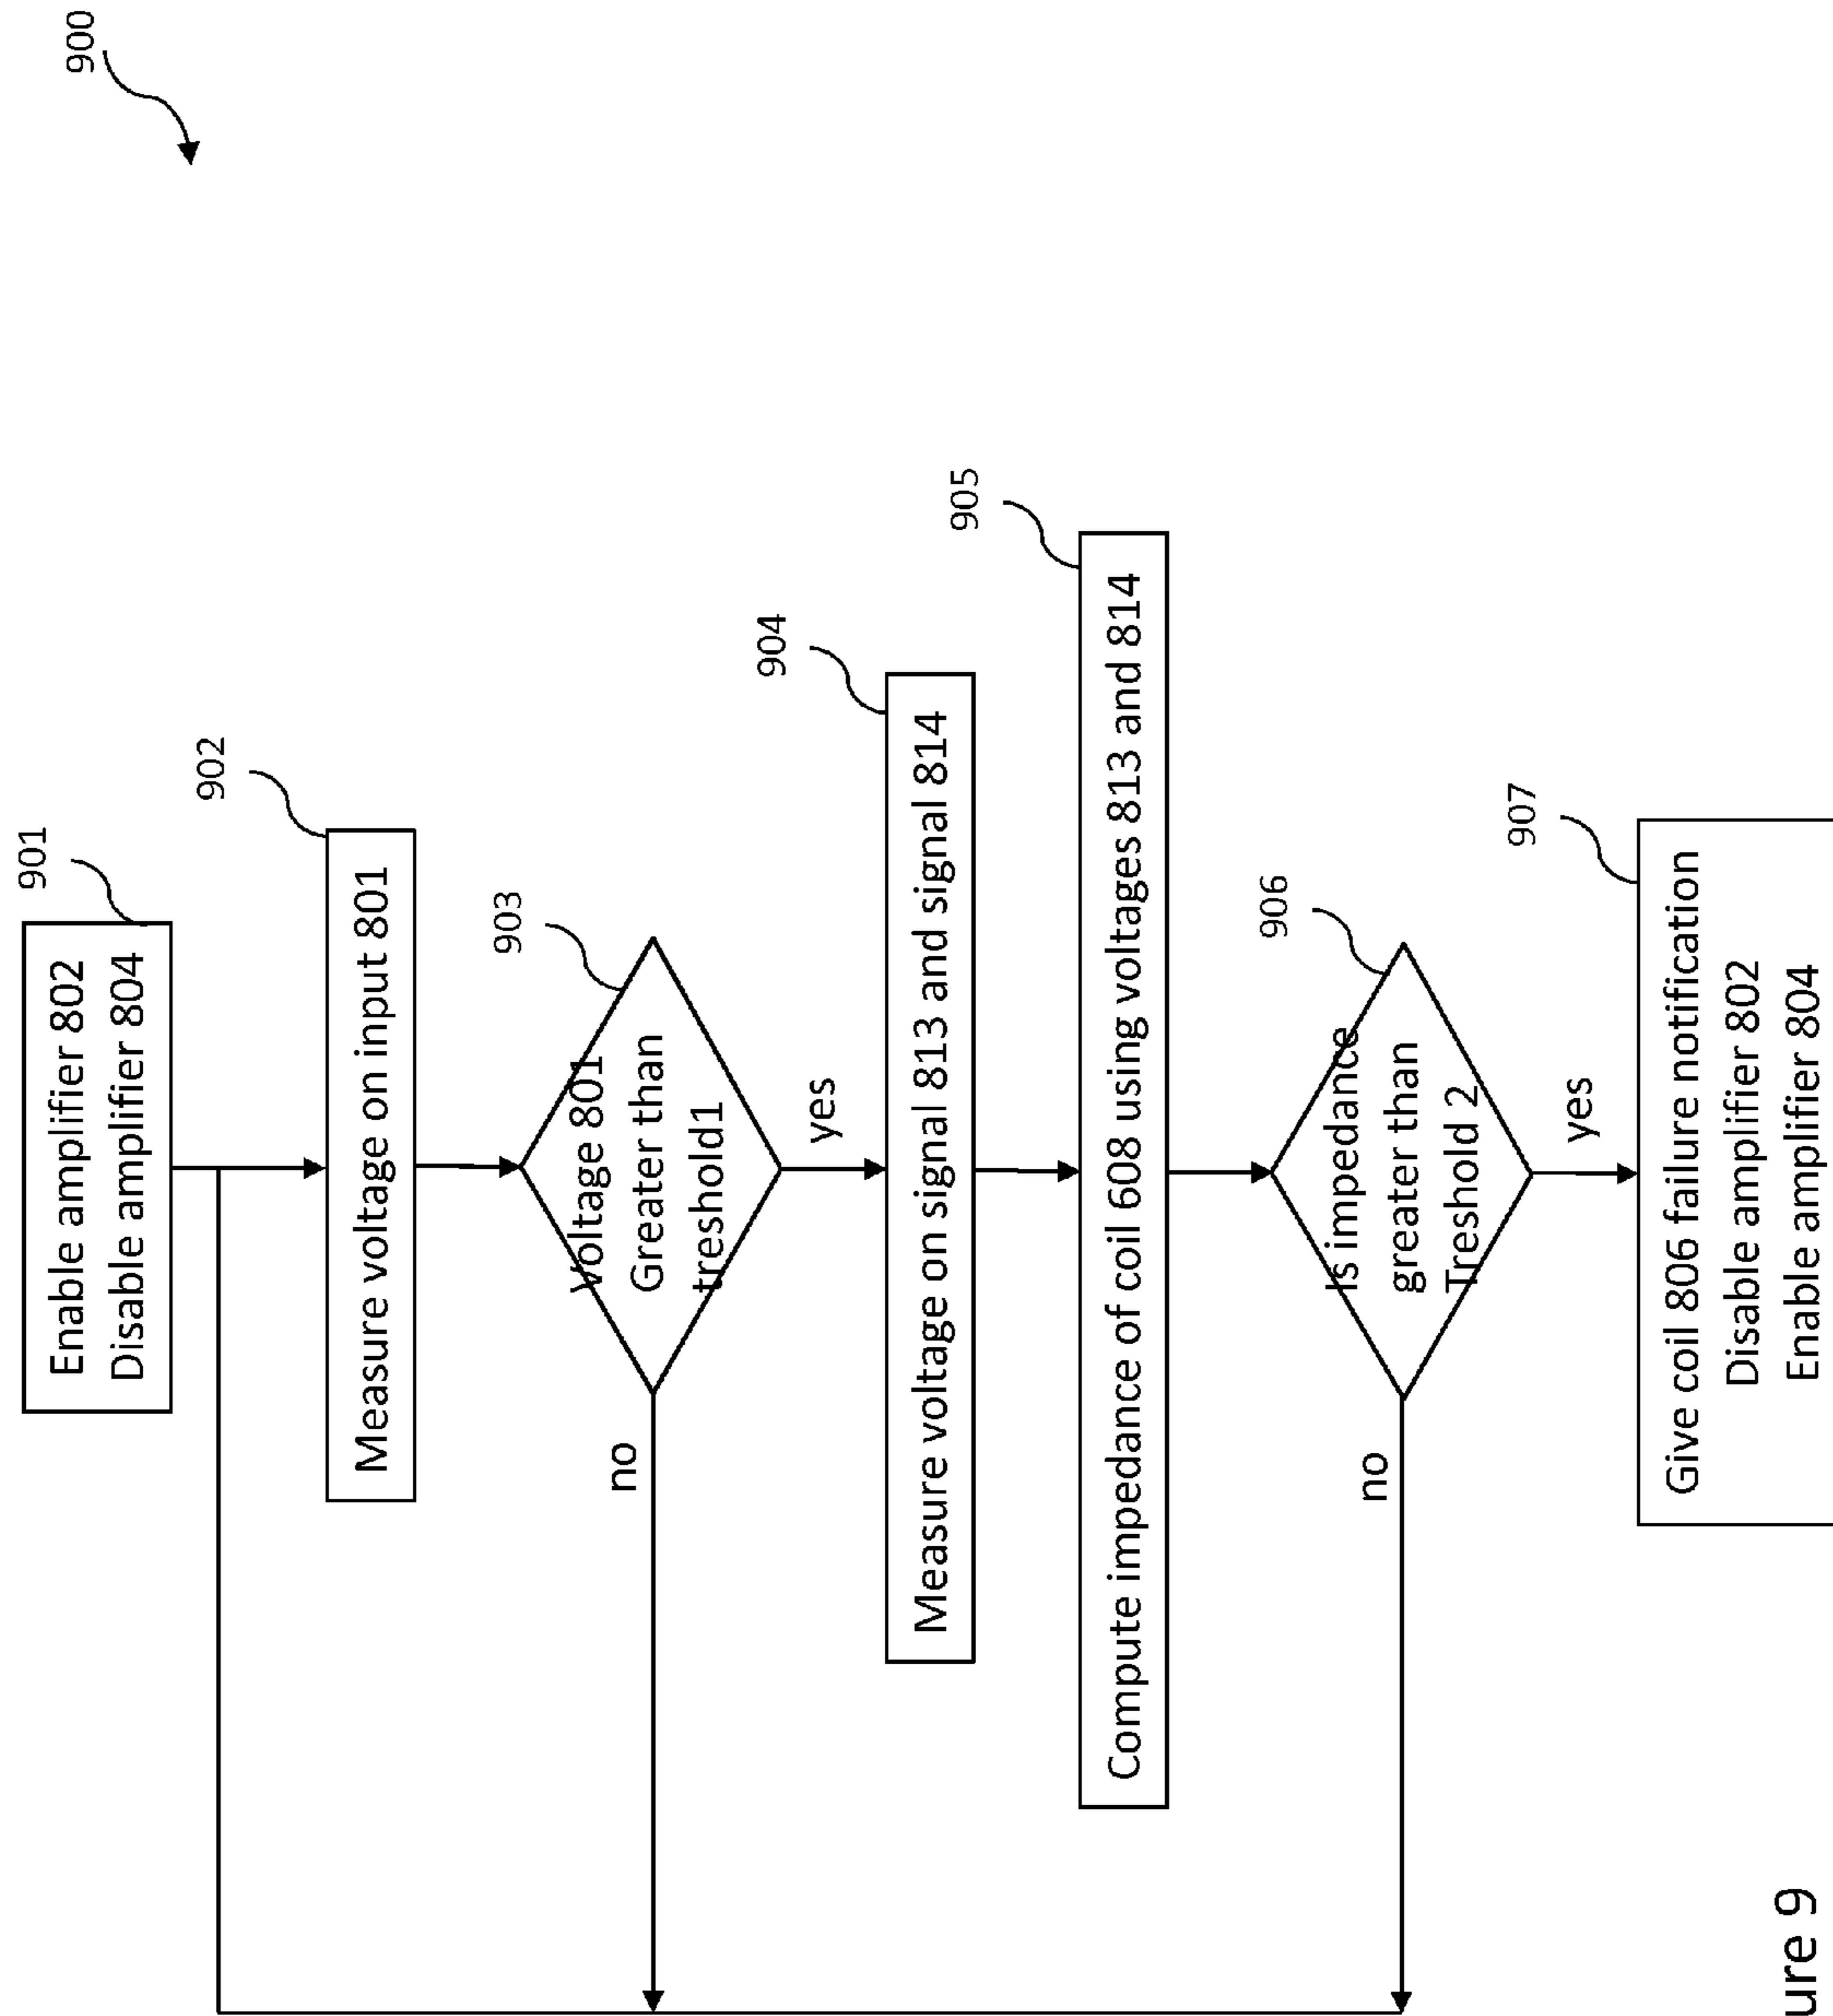 900
901
Enable amplifier 802
Disable amplifier 804
902
Measure voltage on input 801
903
Voltage 801
Greater than
treshold1
no
yes
904
Measure voltage on signal 813 and signal 814
905
Compute impedance of coil 608 using voltages 813 and 814
906
Is impedance
greater than
Treshold 2
no
yes
907
Give coil 806 failure notification
Disable amplifier 802
Enable amplifier 804
ure 9